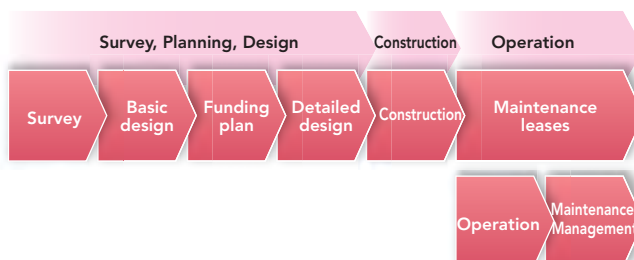 Survey, Planning, Design
Construction
Operation
Survey
Basic
design
Funding
plan
Detailed
design
Construction
Maintenance
leases
Operation
Maintenance
Management